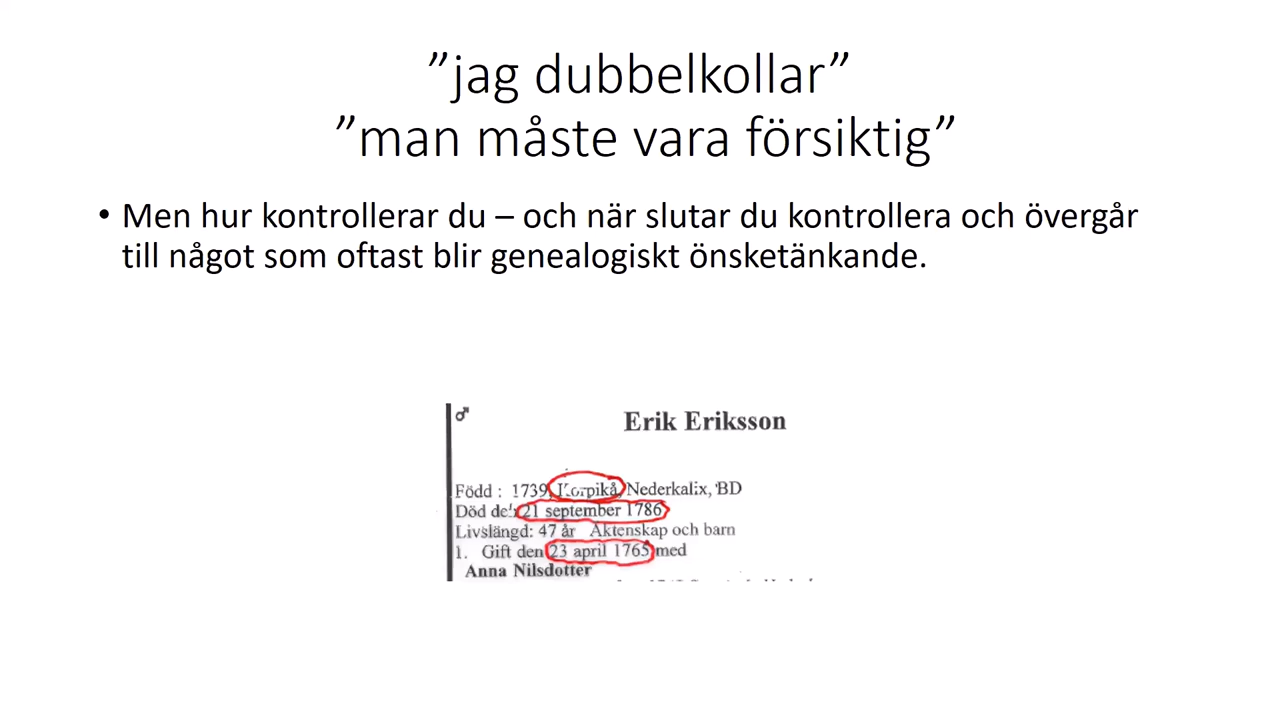 ”jag dubbelkollar”
”man måste vara försiktig”
• Men hur kontrollerar du – och när slutar du kontrollera och övergår
till något som oftast blir genealogiskt önsketänkande.
♂ Erik Eriksson
Född : 1739, Korpikå, Nederkalix, BD
Död den 21 september 1786
Livslängd: 47 år Äktenskap och barn
1. Gift den 23 april 1765 med
Anna Nilsdotter